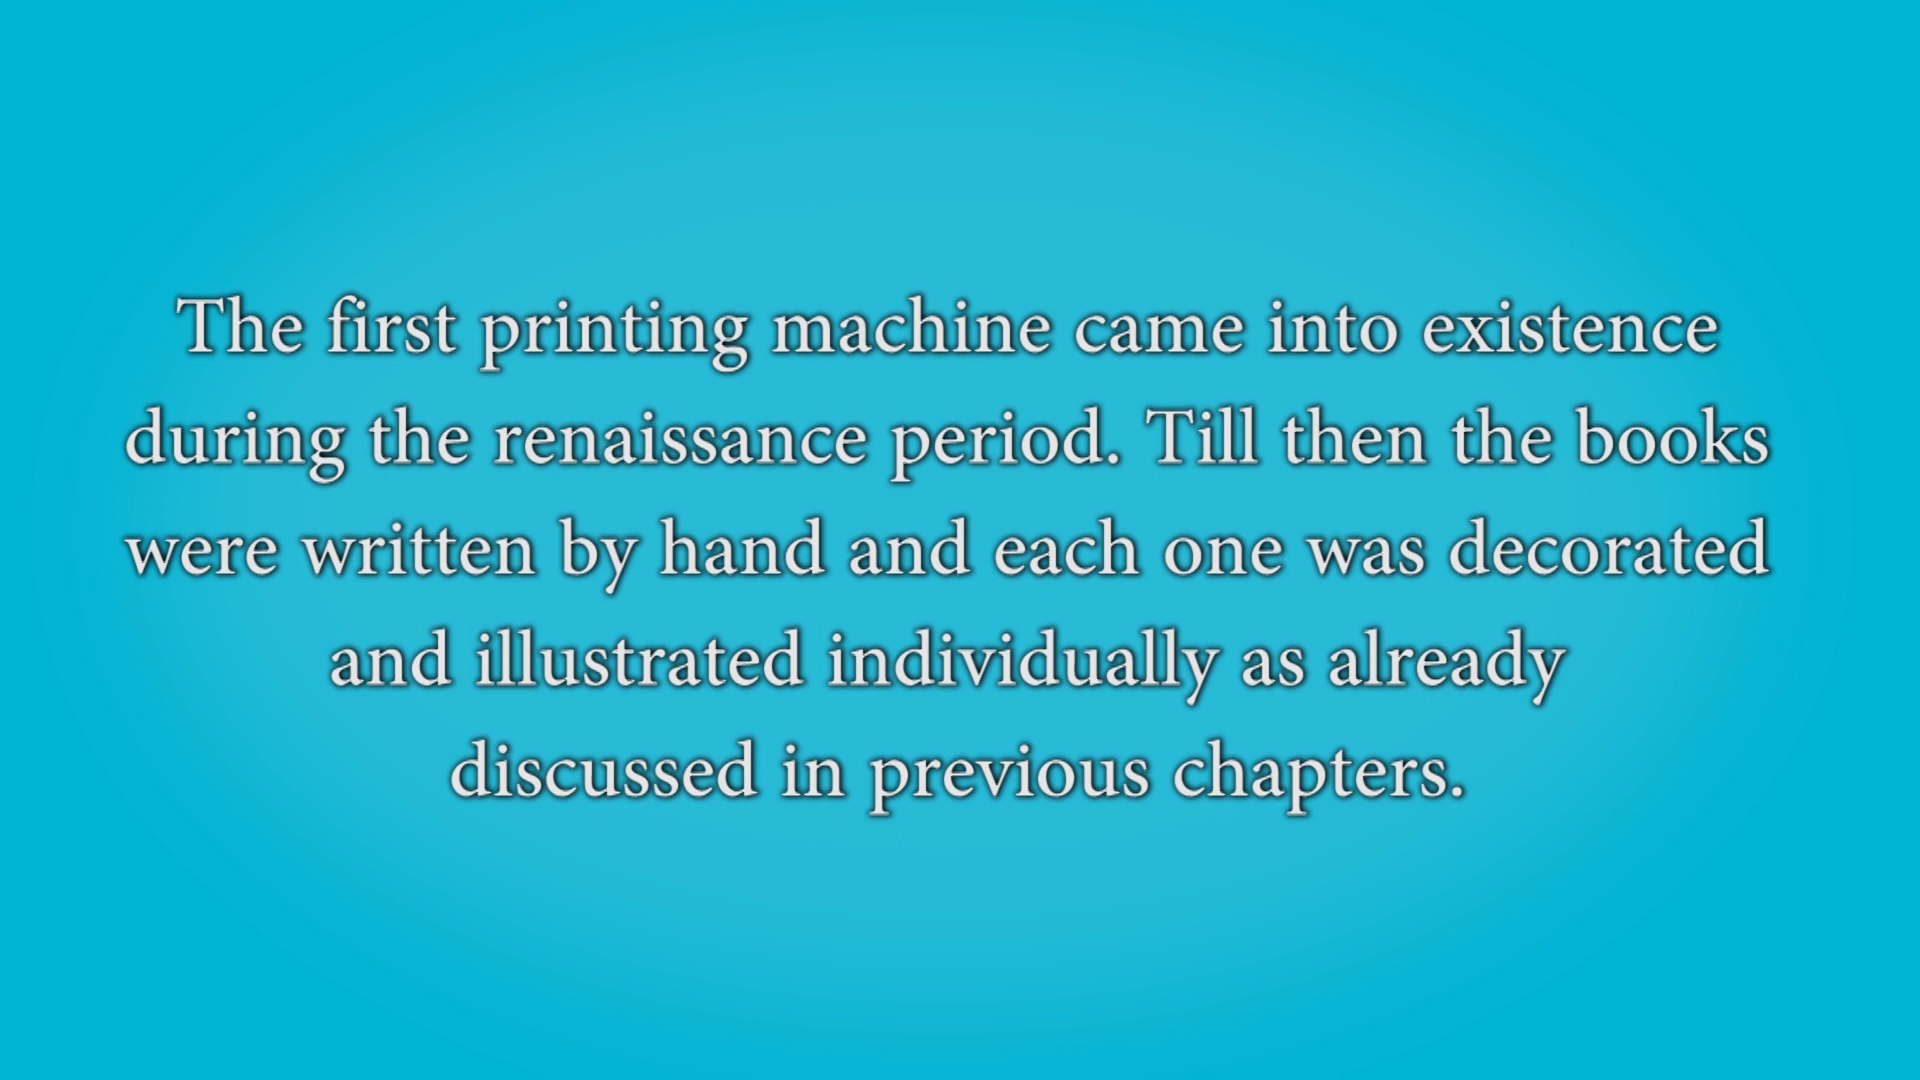 The first printing machine came into existence
during the renaissance period. Till then the books
were written by hand and each one was decorated
and illustrated individually as already
discussed in previous chapters.